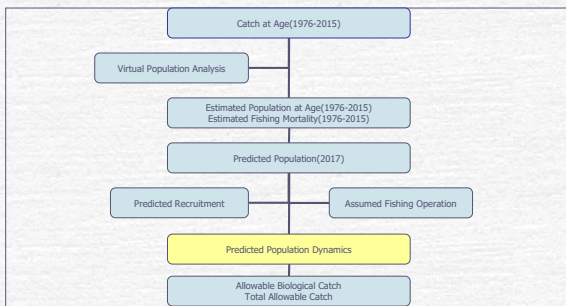 Catch at Age(1976-2015)
Virtual Population Analysis
Estimated Population at Age(1976-2015)
Estimated Fishing Mortality(1976-2015)
Predicted Population(2017)
Predicted Recruitment
Assumed Fishing Operation
Predicted Population Dynamics
Allowable Biological Catch
Total Allowable Catch